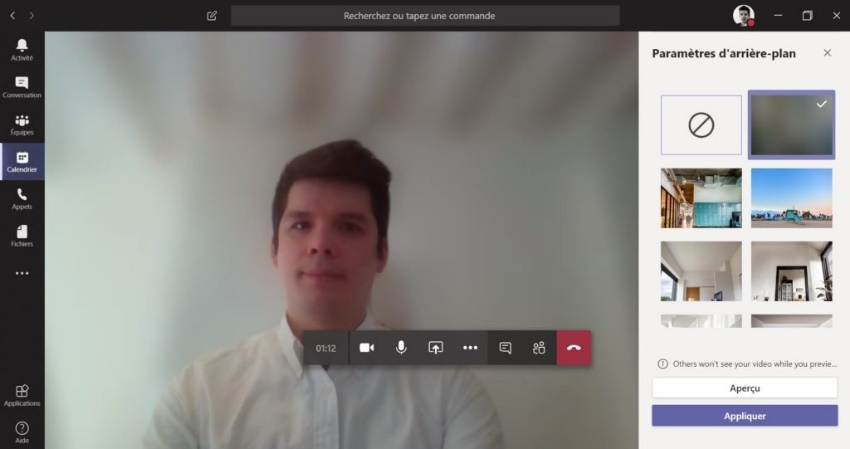 Recherchez ou tapez une commande
Activité
Conversation
Équipes
Calendrier
Appels
Fichiers
Applications
Aide
01:12
Paramètres d'arrière-plan
Others won't see your video while you previe...
Aperçu
Appliquer